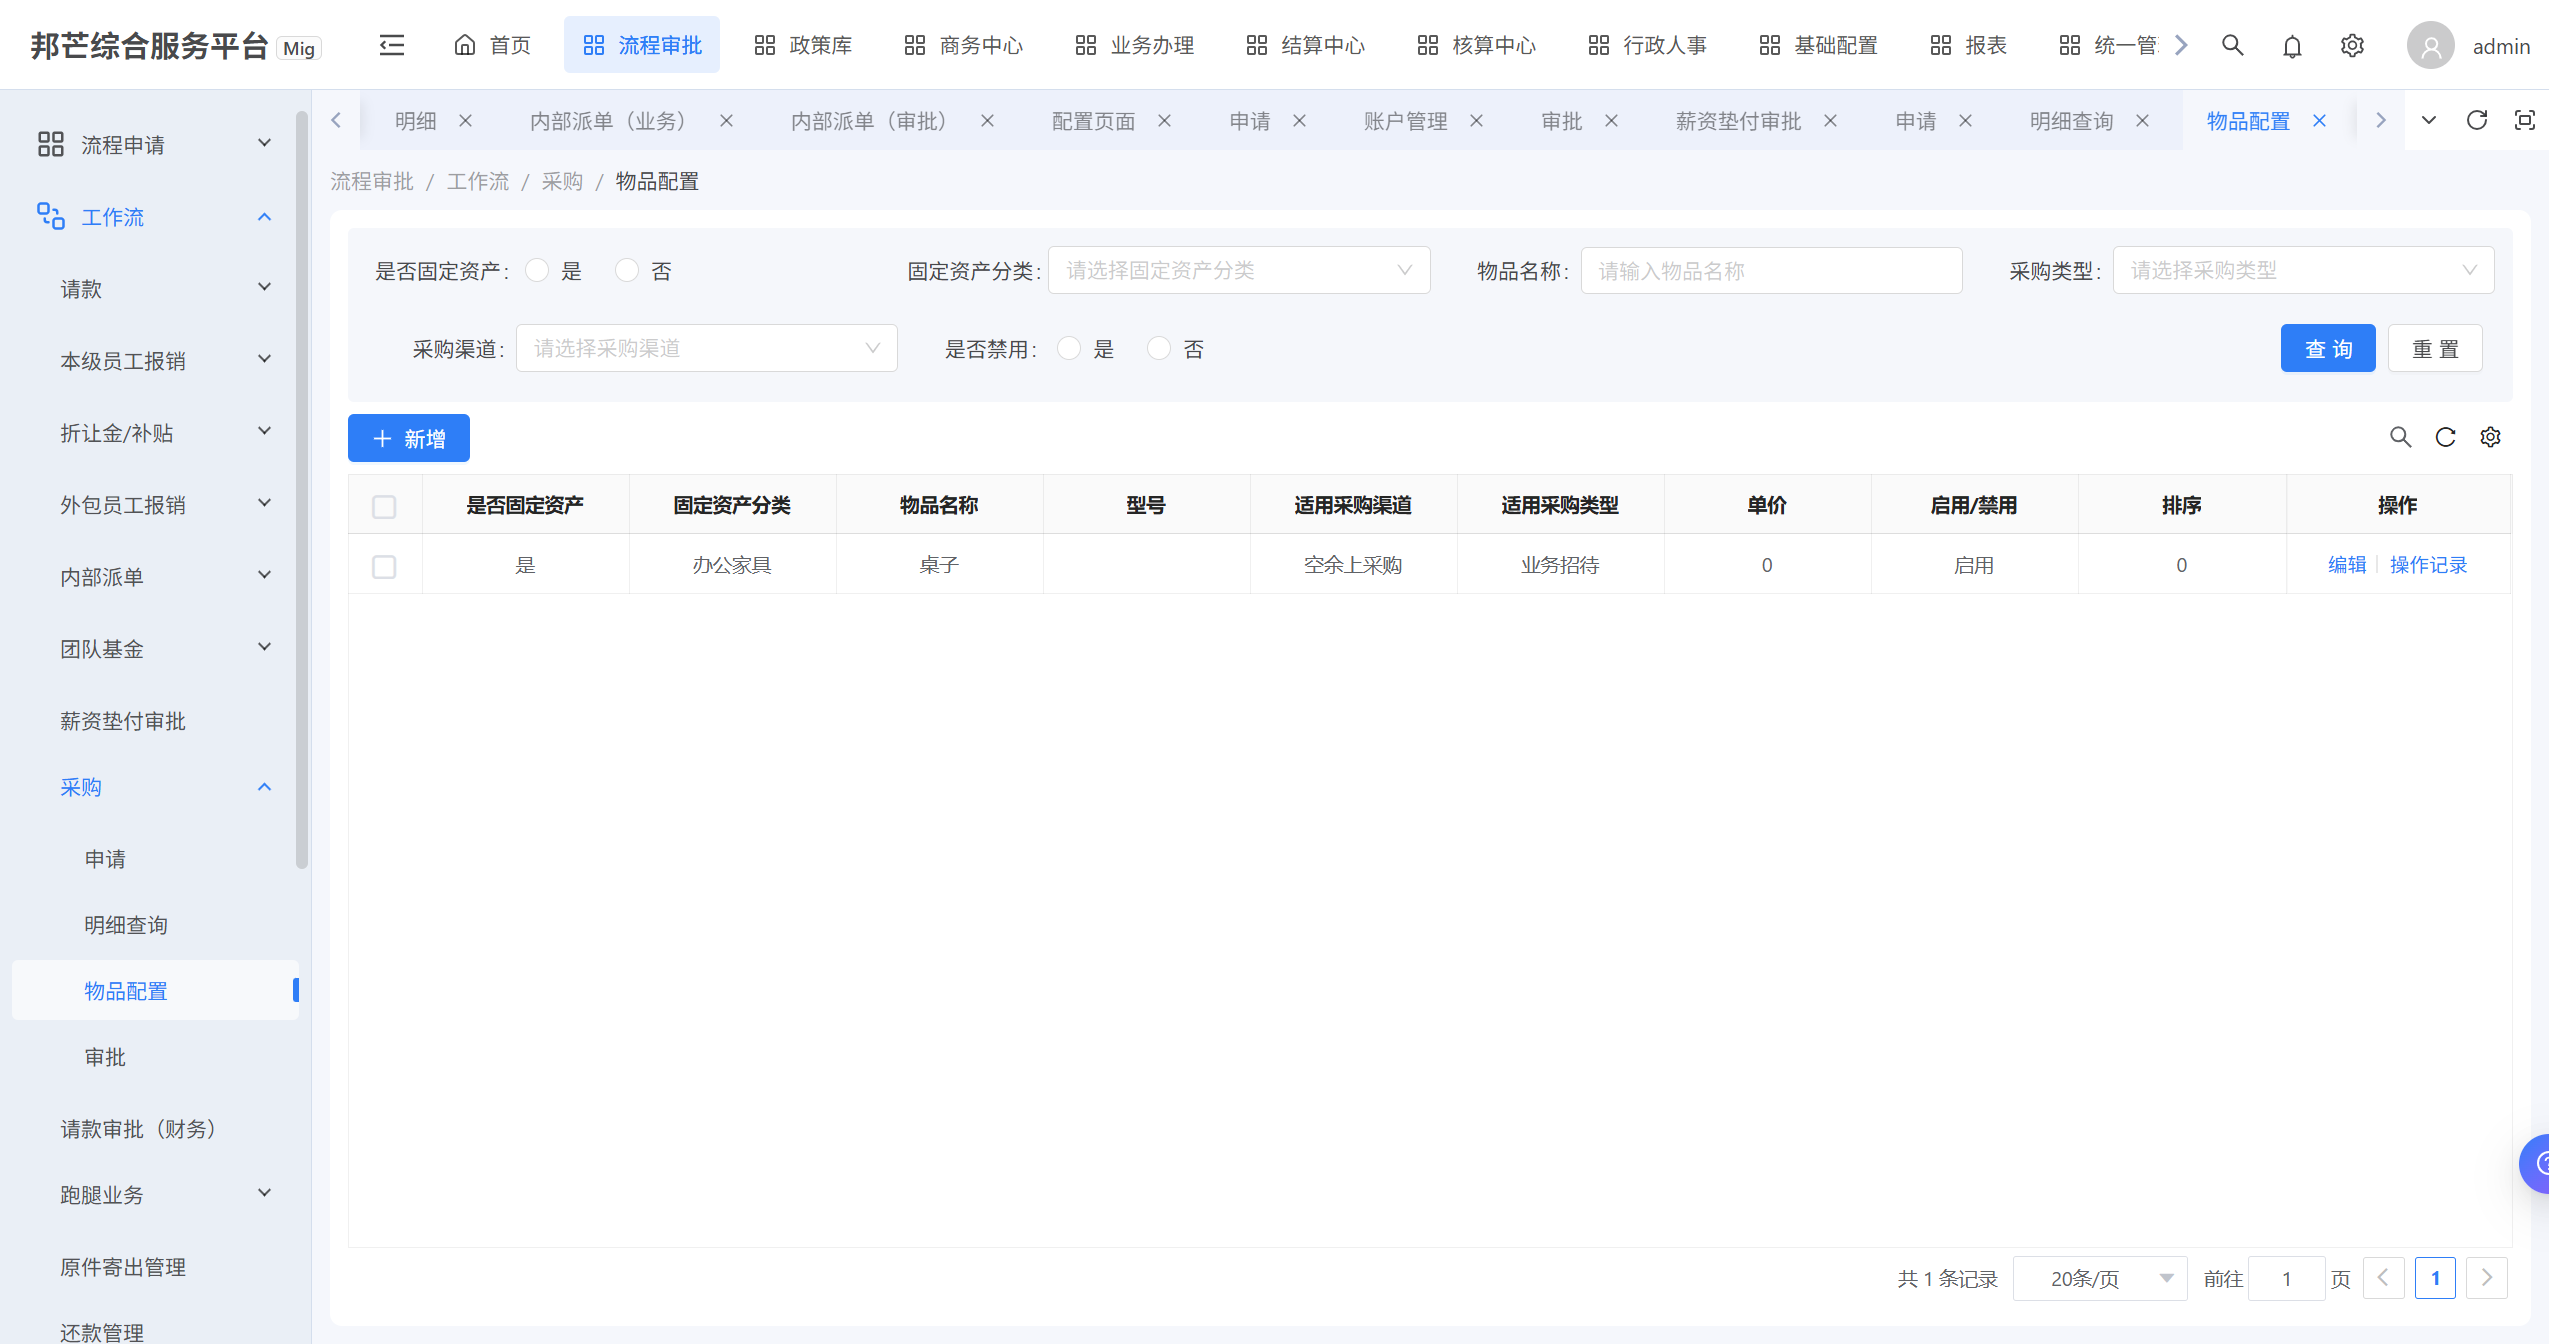 邦芒综合服务平台 Mig 首页 流程审批 政策库 商务中心 业务办理 结算中心 核算中心 行政人事 基础配置 报表 统一管 admin
明细 内部派单（业务） 内部派单（审批） 配置页面 申请 账户管理 审批 薪资垫付审批 申请 明细查询 物品配置
流程审批 / 工作流 / 采购 / 物品配置
流程申请
工作流
请款
本级员工报销
折让金/补贴
外包员工报销
内部派单
团队基金
薪资垫付审批
采购
申请
明细查询
物品配置
审批
请款审批（财务）
跑腿业务
原件寄出管理
还款管理
是否固定资产: 是 否 固定资产分类: 请选择固定资产分类 物品名称: 请输入物品名称 采购类型: 请选择采购类型
采购渠道: 请选择采购渠道 是否禁用: 是 否 查 询 重 置
新增
是否固定资产 固定资产分类 物品名称 型号 适用采购渠道 适用采购类型 单价 启用/禁用 排序 操作
是 办公家具 桌子 空余上采购 业务招待 0 启用 0 编辑 操作记录
共 1 条记录 20条/页 前往 1 页 1